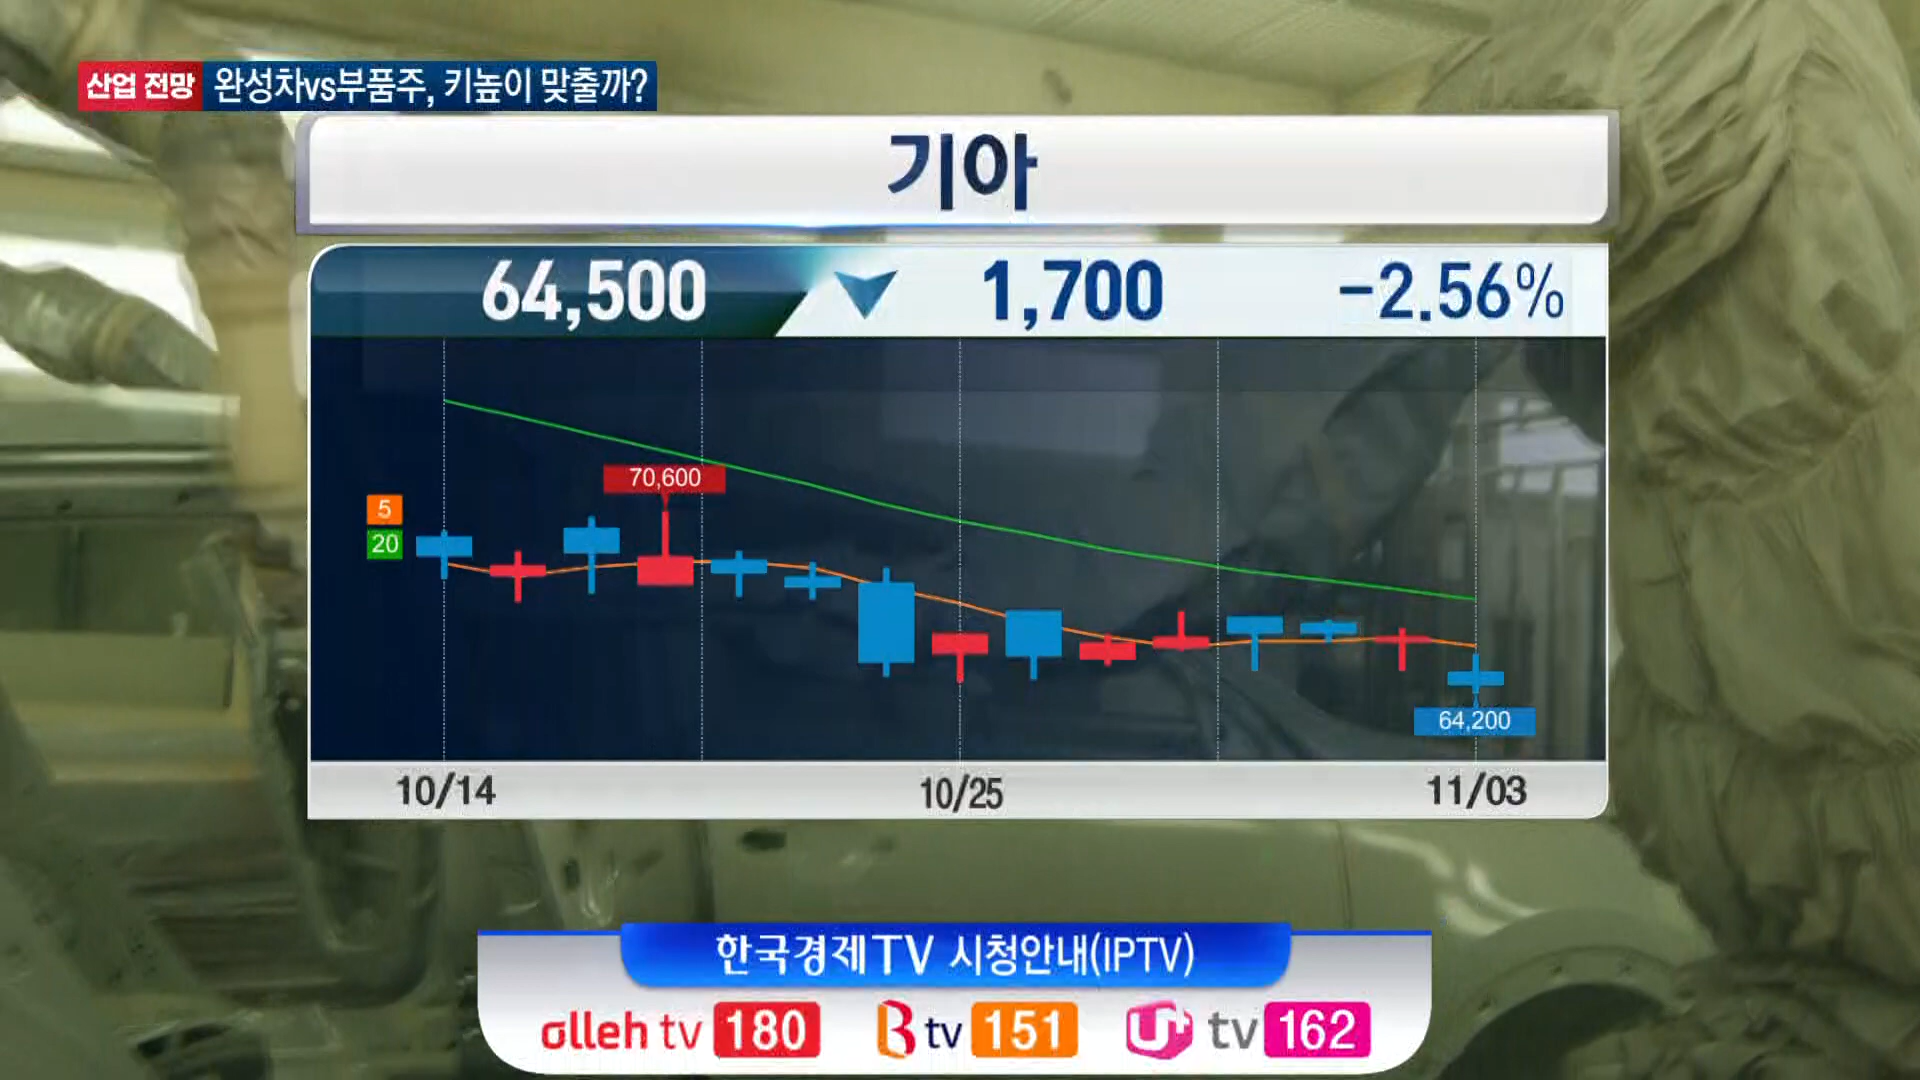 산업 전망 완성차vs부품주, 키높이 맞출까?
기아
64,500 ▼ 1,700 -2.56%
70,600
5
20
64,200
10/14 10/25 11/03
한국경제TV 시청안내(IPTV)
olleh tv 180 B tv 151 U+ tv 162